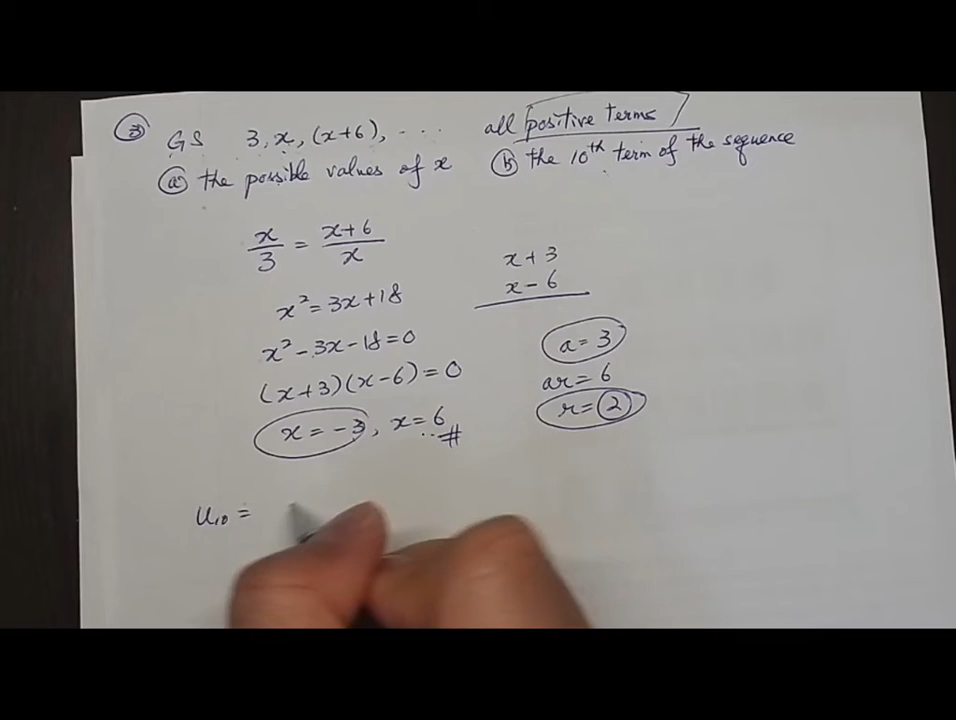 ③ GS 3, x, (x+6), ... all positive terms
ⓐ the possible values of x ⓑ the 10th term of the sequence
x/3 = (x+6)/x
x² = 3x + 18
x² - 3x - 18 = 0
(x+3)(x-6) = 0
x = -3, x = 6 #
x + 3
x - 6
a = 3
ar = 6
r = 2
u₁₀ =